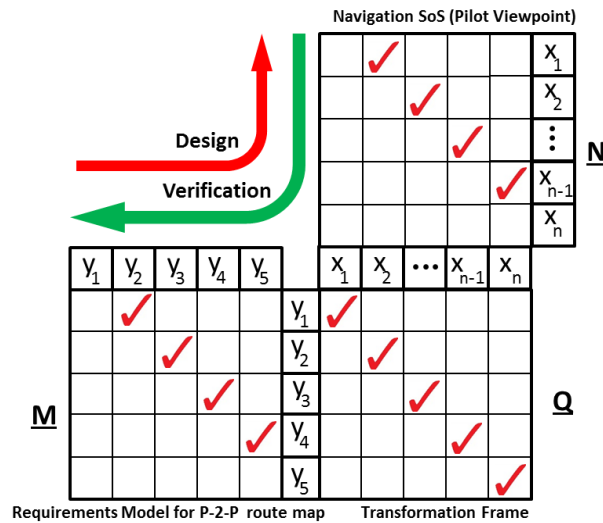 Navigation SoS (Pilot Viewpoint)
x1
x2
⋮
xn-1
xn
N
Design
Verification
y1 y2 y3 y4 y5
x1 x2 ••• xn-1 xn
y1
y2
y3
y4
y5
M
Q
Requirements Model for P-2-P route map
Transformation Frame